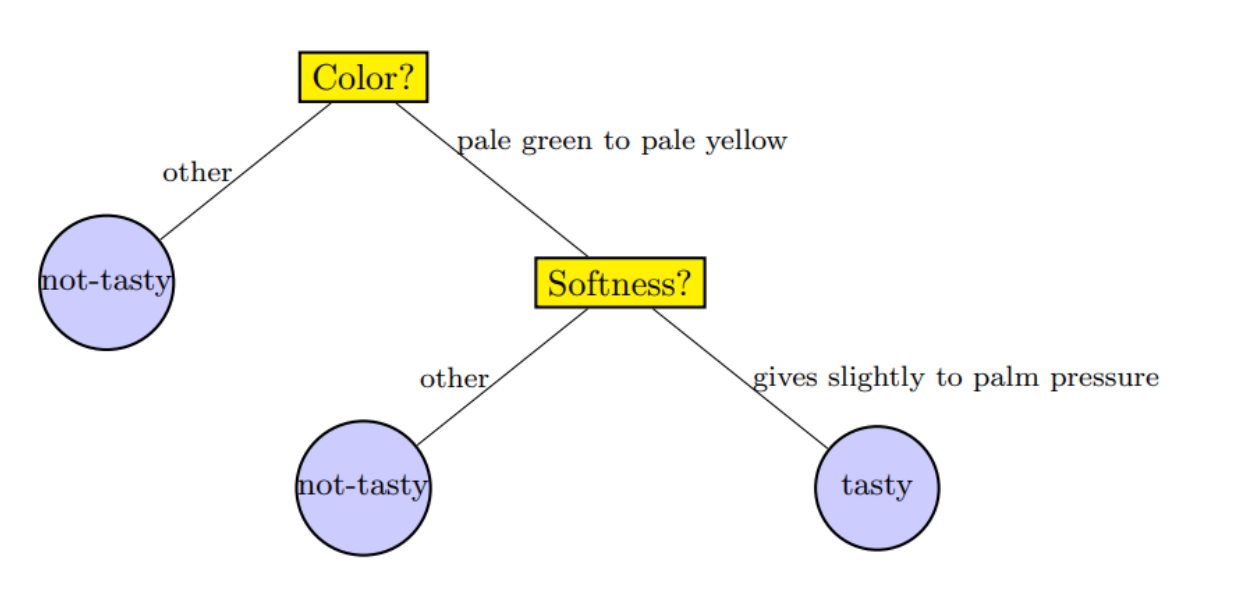 Color?
pale green to pale yellow
other
not-tasty
Softness?
other
gives slightly to palm pressure
not-tasty
tasty